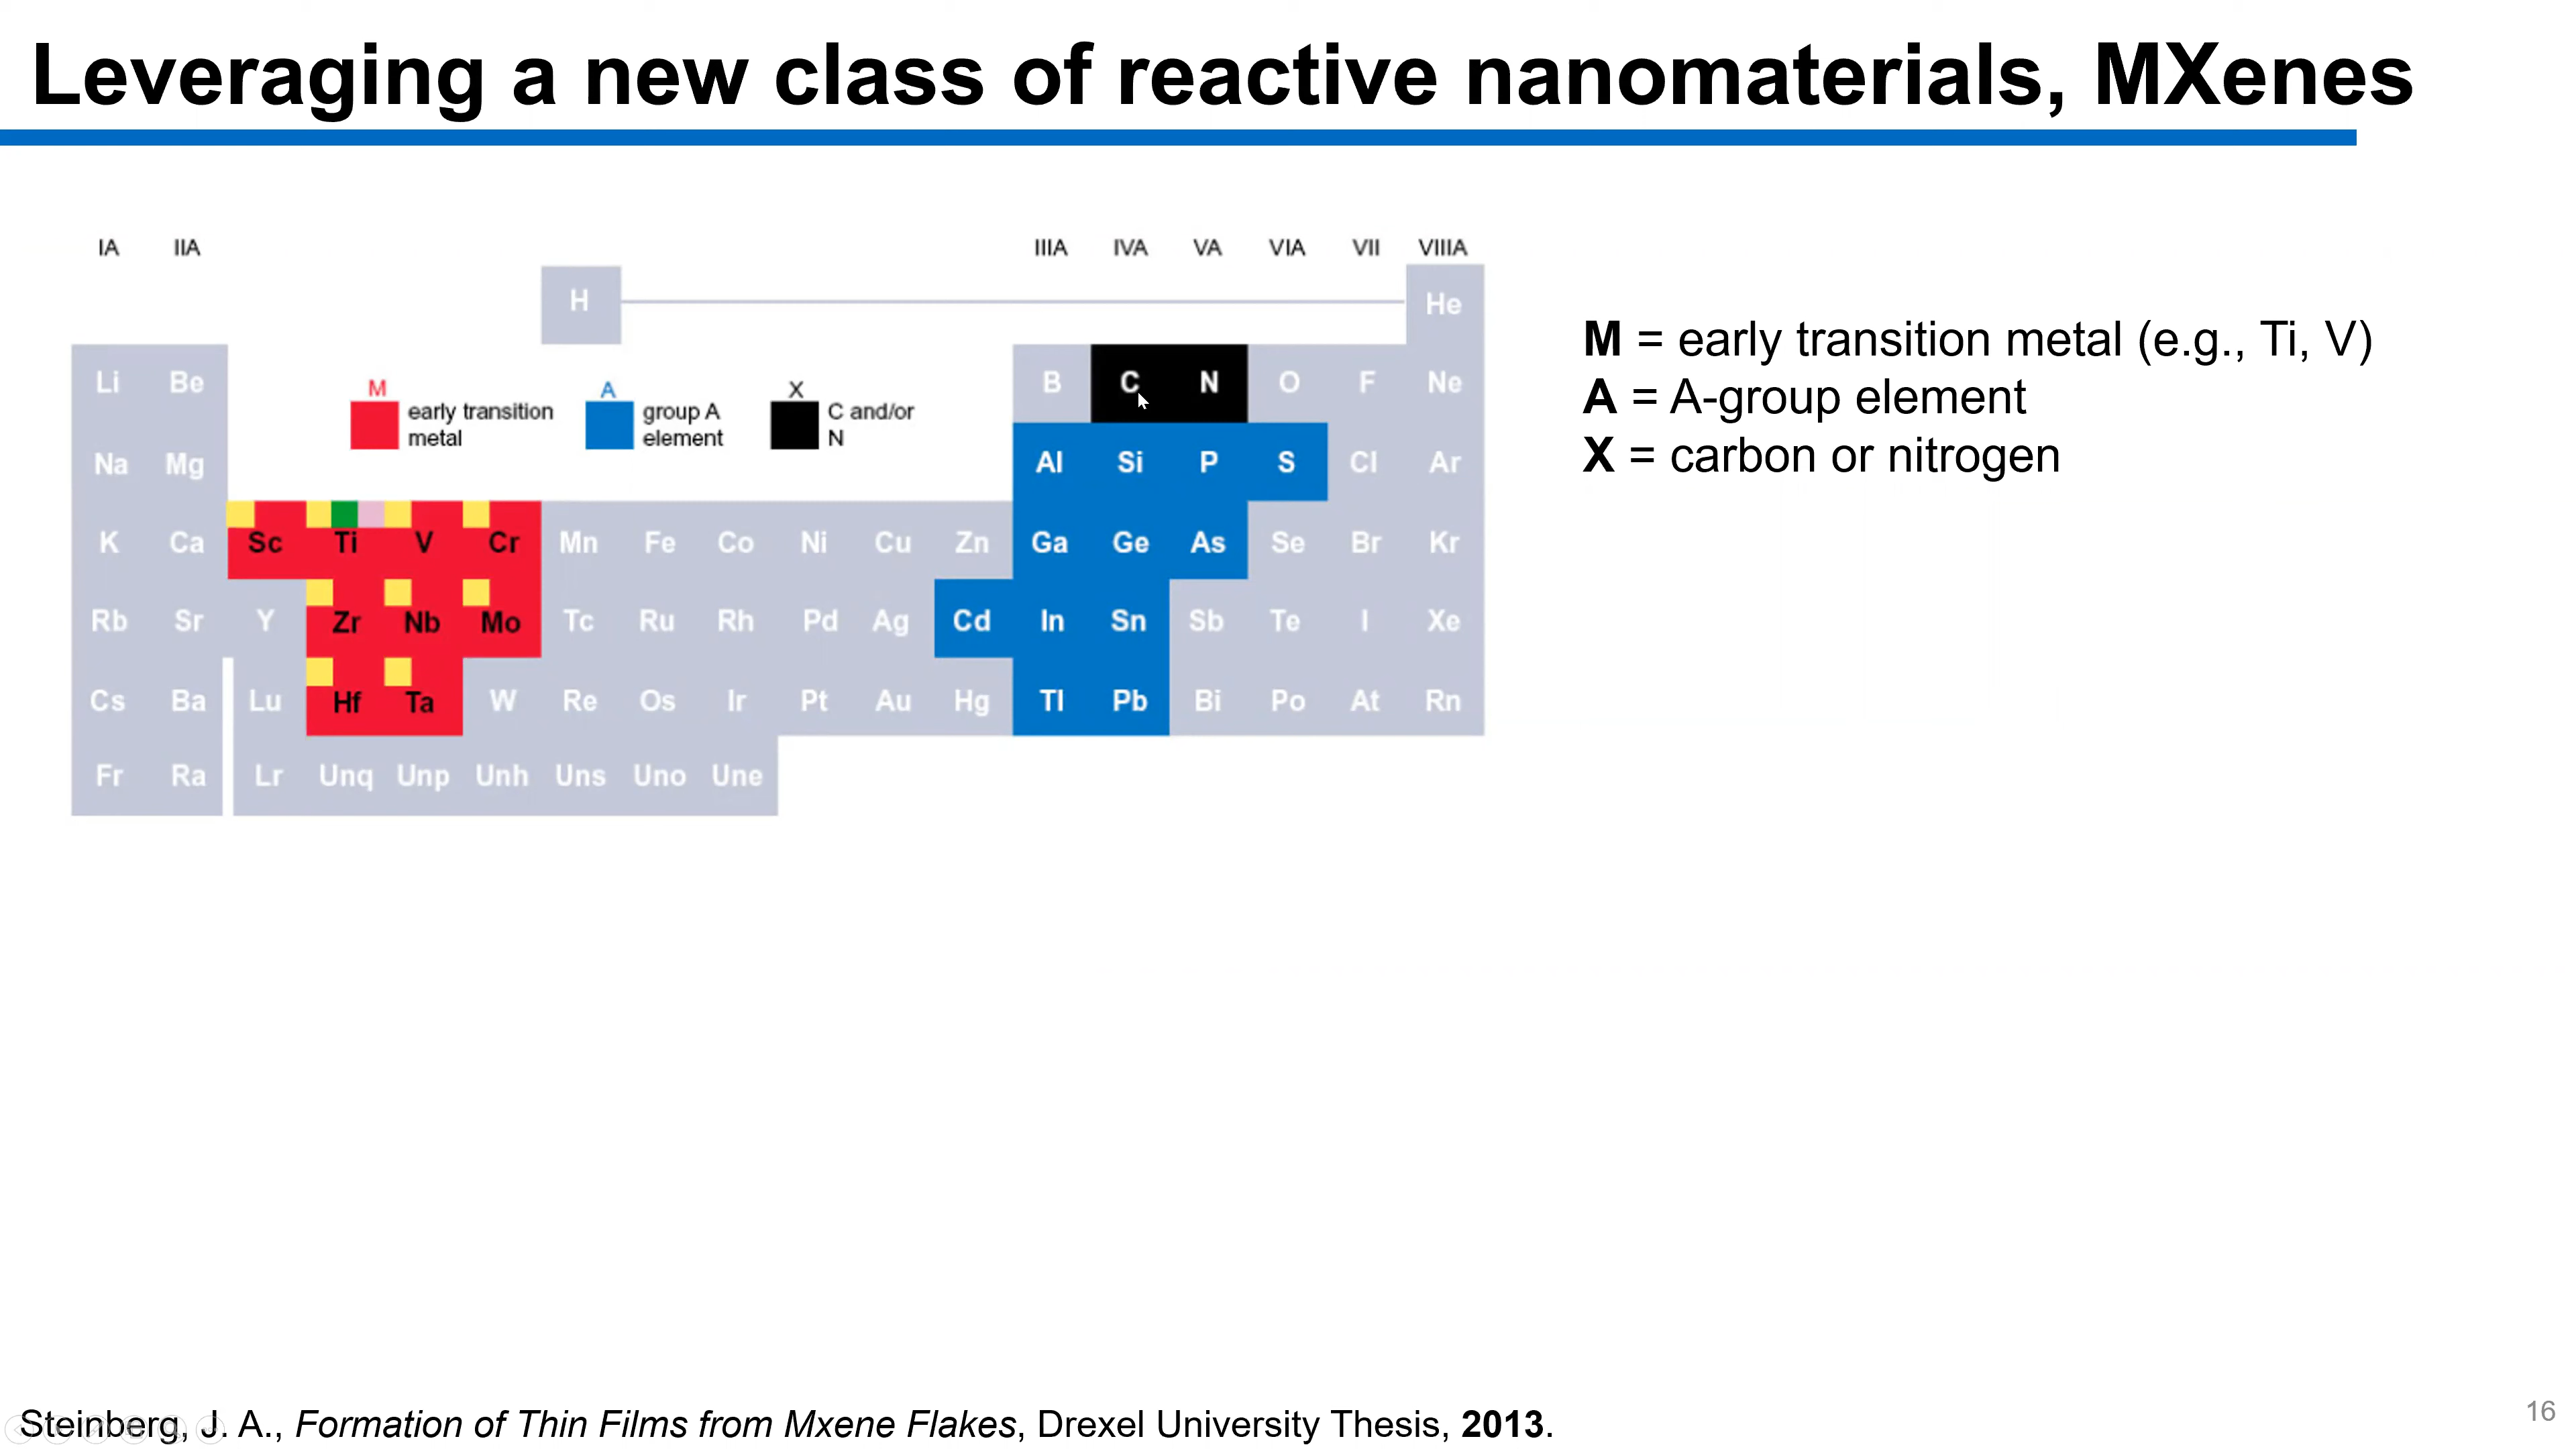 Leveraging a new class of reactive nanomaterials, MXenes
IA IIA IIIA IVA VA VIA VII VIIIA
H He
Li Be B C N O F Ne
M A X
early transition metal
group A element
C and/or N
Na Mg Al Si P S Cl Ar
K Ca Sc Ti V Cr Mn Fe Co Ni Cu Zn Ga Ge As Se Br Kr
Rb Sr Y Zr Nb Mo Tc Ru Rh Pd Ag Cd In Sn Sb Te I Xe
Cs Ba Lu Hf Ta W Re Os Ir Pt Au Hg Tl Pb Bi Po At Rn
Fr Ra Lr Unq Unp Unh Uns Uno Une
M = early transition metal (e.g., Ti, V)
A = A-group element
X = carbon or nitrogen
Steinberg, J. A., Formation of Thin Films from Mxene Flakes, Drexel University Thesis, 2013.
16